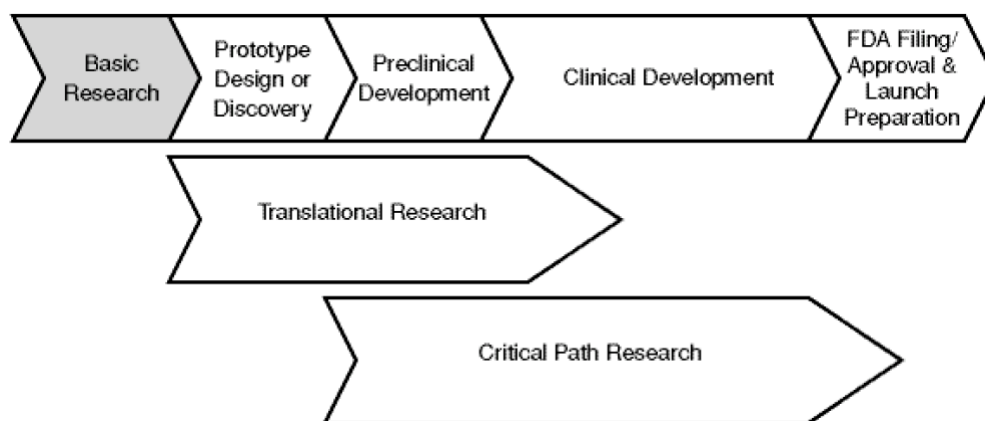 Basic
Research
Prototype
Design or
Discovery
Preclinical
Development
Clinical Development
FDA Filing/
Approval &
Launch
Preparation
Translational Research
Critical Path Research